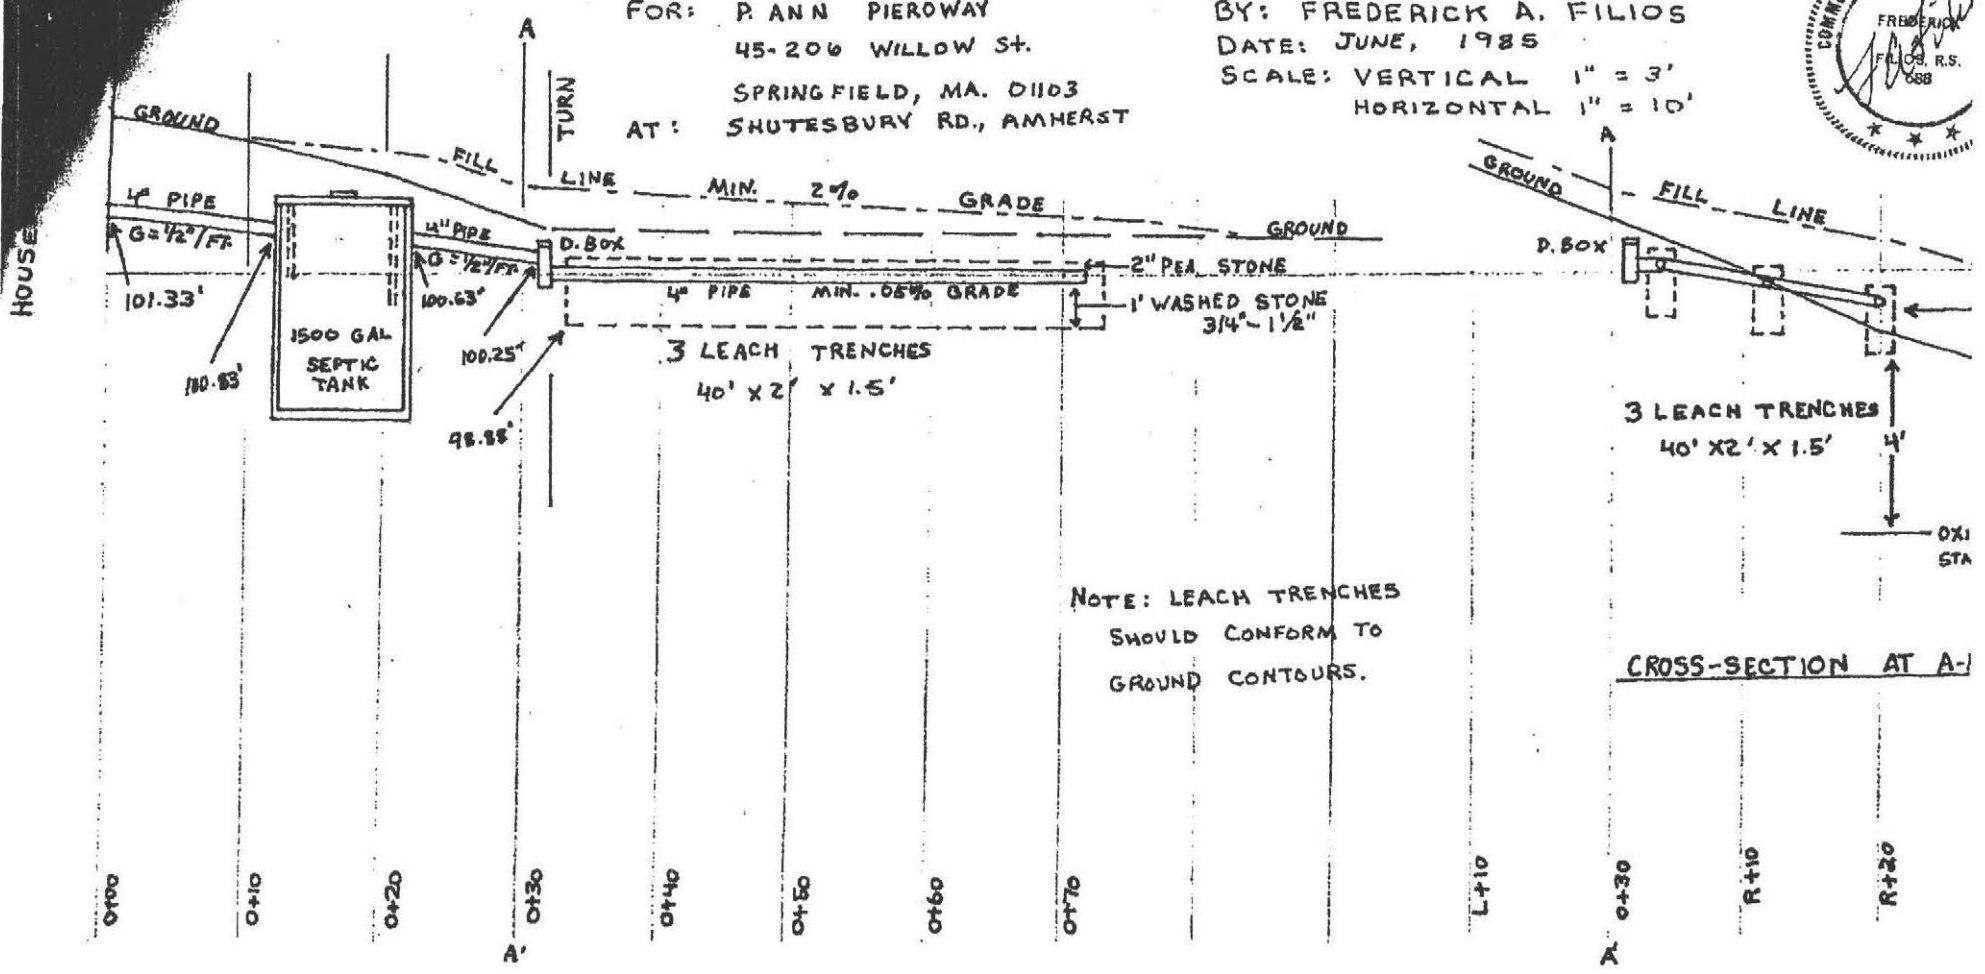 FOR: P. ANN PIEROWAY
45-206 WILLOW St.
SPRINGFIELD, MA. 01103
AT: SHUTESBURY RD., AMHERST
BY: FREDERICK A. FILIOS
DATE: JUNE, 1985
SCALE: VERTICAL 1" = 3'
HORIZONTAL 1" = 10'
COMM
FREDERICK
FILIOS, R.S.
688
A
TURN
GROUND
FILL LINE MIN. 2% GRADE
GROUND
HOUSE
4" PIPE
G=1/2"/FT.
101.33'
100.83'
1500 GAL
SEPTIC
TANK
4" PIPE
G=1/2"/FT.
100.63'
100.25'
98.88'
D. BOX
4" PIPE MIN. .05% GRADE
2" PEA STONE
1' WASHED STONE
3/4"-1 1/2"
3 LEACH TRENCHES
40' X 2' X 1.5'
NOTE: LEACH TRENCHES
SHOULD CONFORM TO
GROUND CONTOURS.
A
GROUND
FILL LINE
D. BOX
3 LEACH TRENCHES
40' X 2' X 1.5'
4'
OXI
STA
CROSS-SECTION AT A-
0+00
0+10
0+20
0+30
0+40
0+50
0+60
0+70
L+10
0+30
R+10
R+20
A'
A'